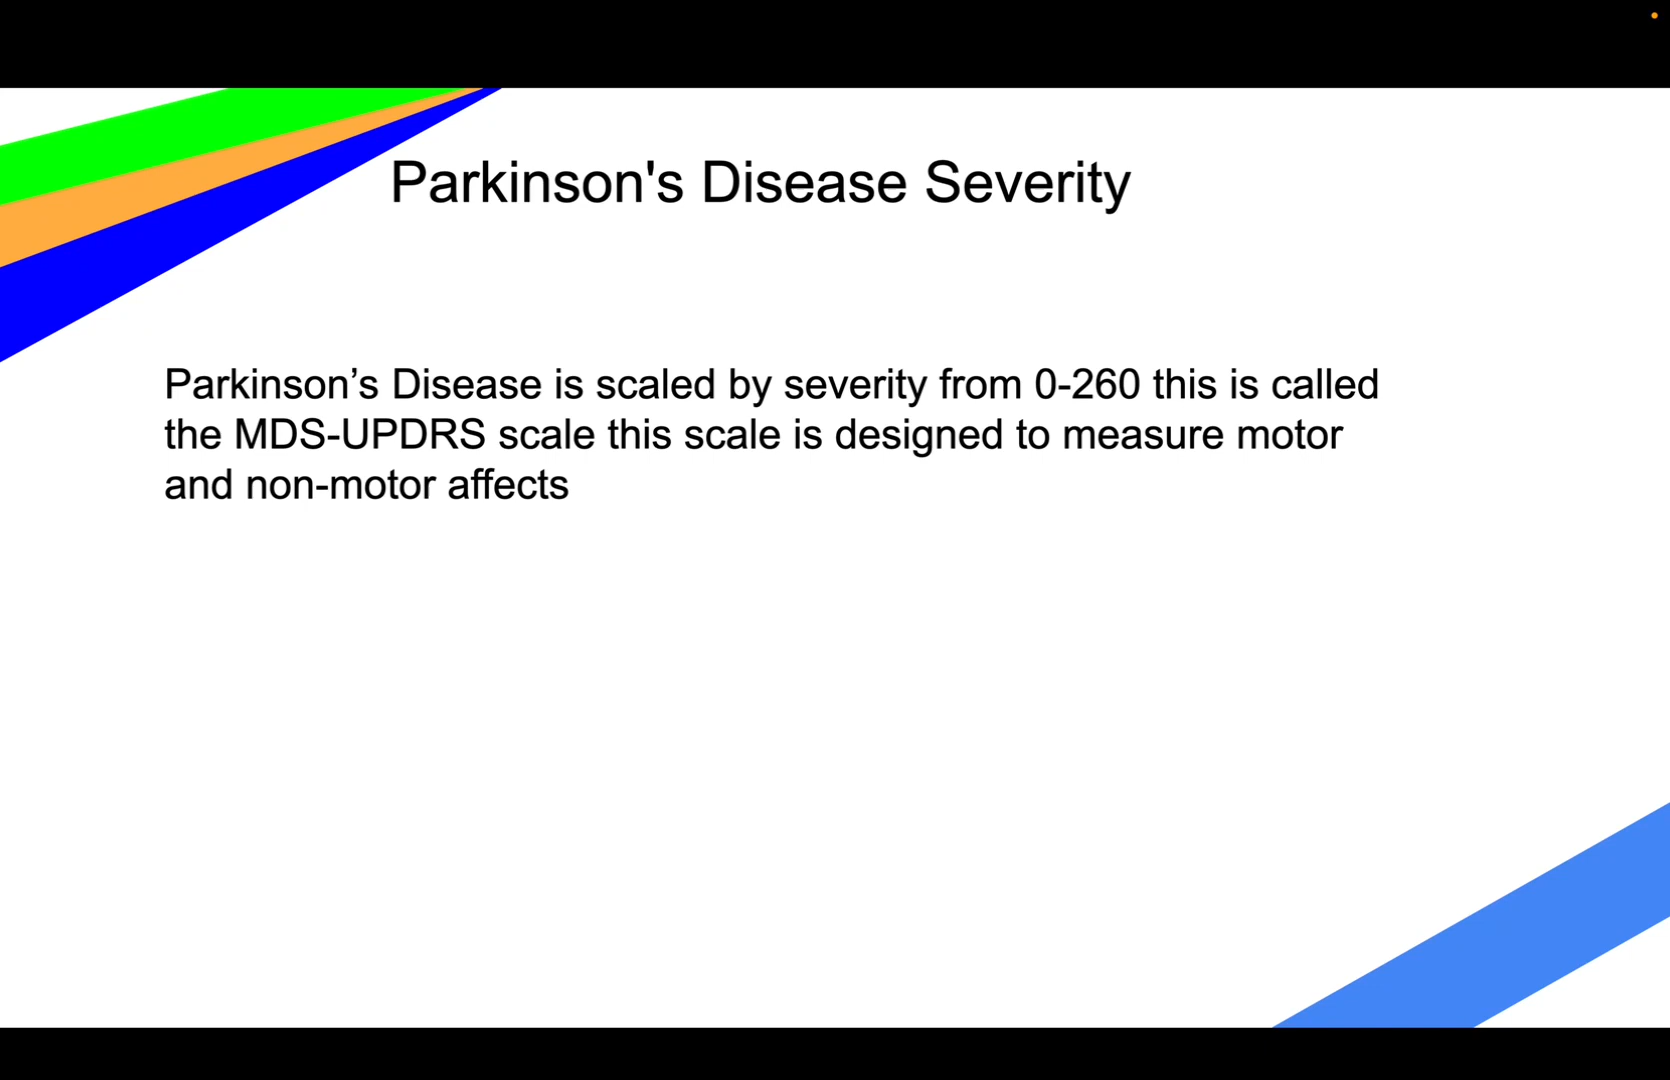 Parkinson's Disease Severity
Parkinson’s Disease is scaled by severity from 0-260 this is called
the MDS-UPDRS scale this scale is designed to measure motor
and non-motor affects